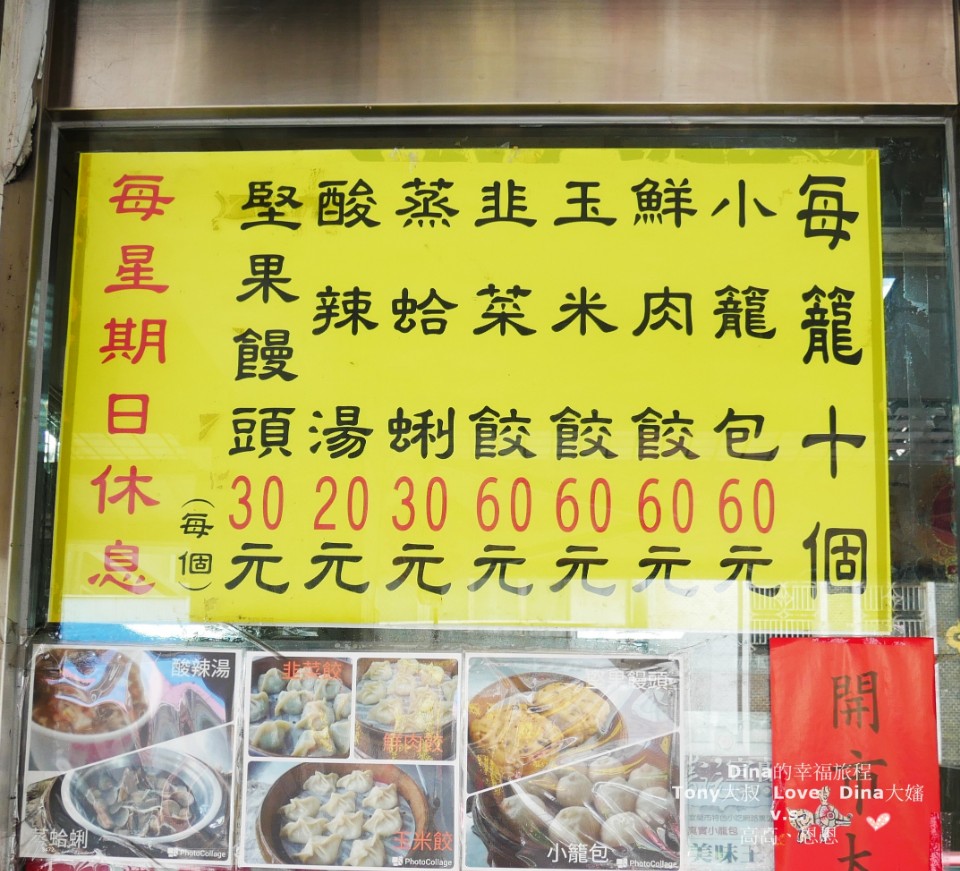 每籠十個
小籠包60元
鮮肉餃60元
玉米餃60元
韭菜餃60元
蒸蛤蜊30元
酸辣湯20元
堅果饅頭30元
(每個)
每星期日休息
酸辣湯
蒸蛤蜊
韭菜餃
鮮肉餃
玉米餃
饅頭
小籠包
PhotoCollage
PhotoCollage
PhotoCollage
美味
開市大
Dina的幸福旅程
Tony大叔 Love Dina大嬸
v.s